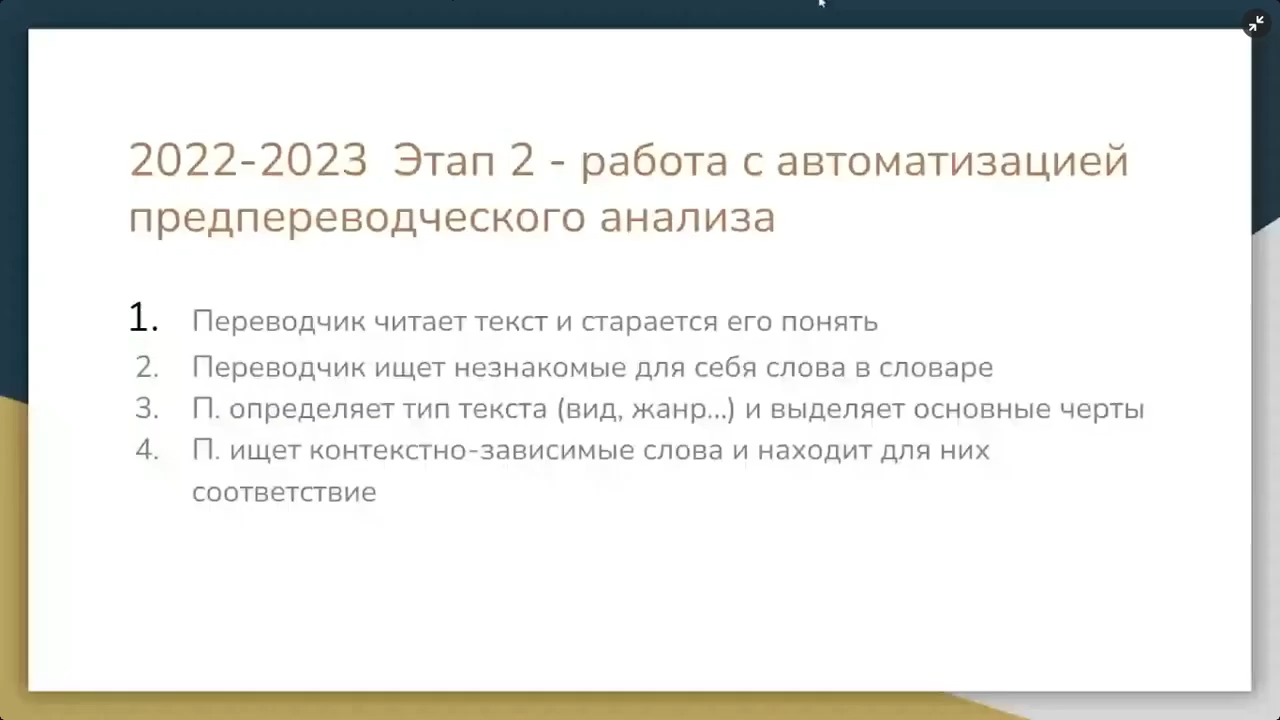 2022-2023 Этап 2 - работа с автоматизацией
предпереводческого анализа
1. Переводчик читает текст и старается его понять
2. Переводчик ищет незнакомые для себя слова в словаре
3. П. определяет тип текста (вид, жанр...) и выделяет основные черты
4. П. ищет контекстно-зависимые слова и находит для них
соответствие